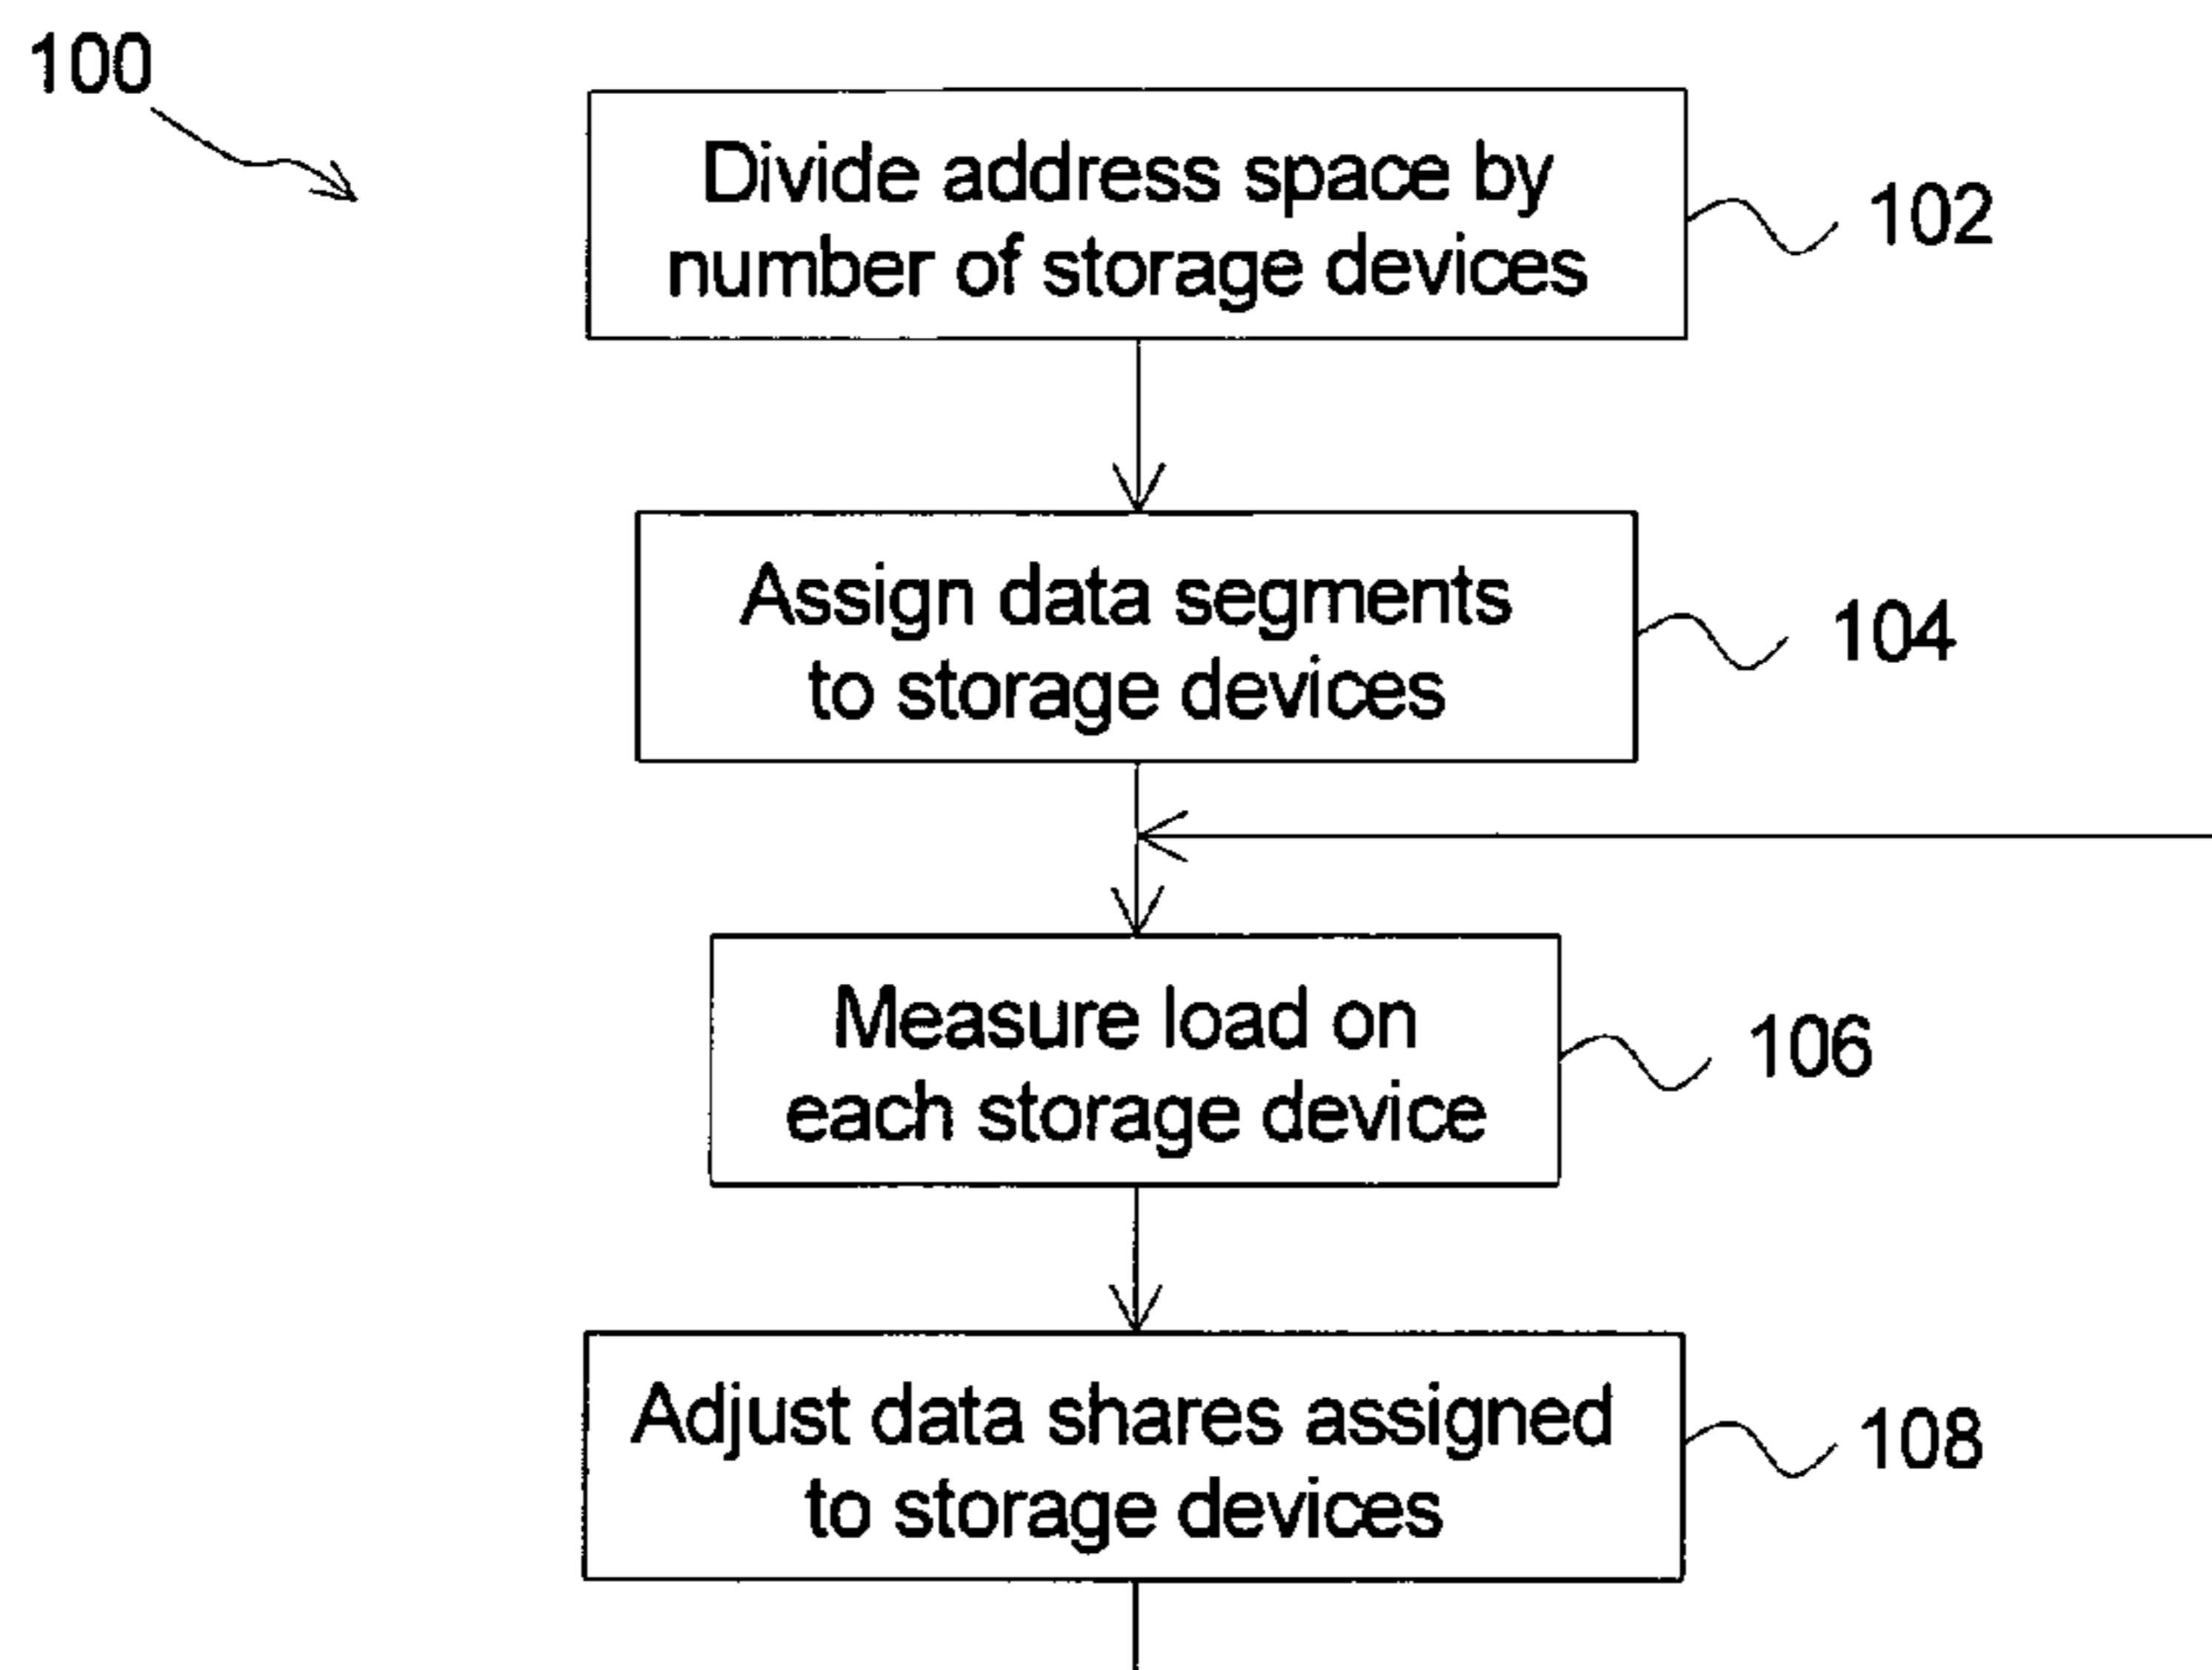 100
Divide address space by
number of storage devices
102
Assign data segments
to storage devices
104
Measure load on
each storage device
106
Adjust data shares assigned
to storage devices
108